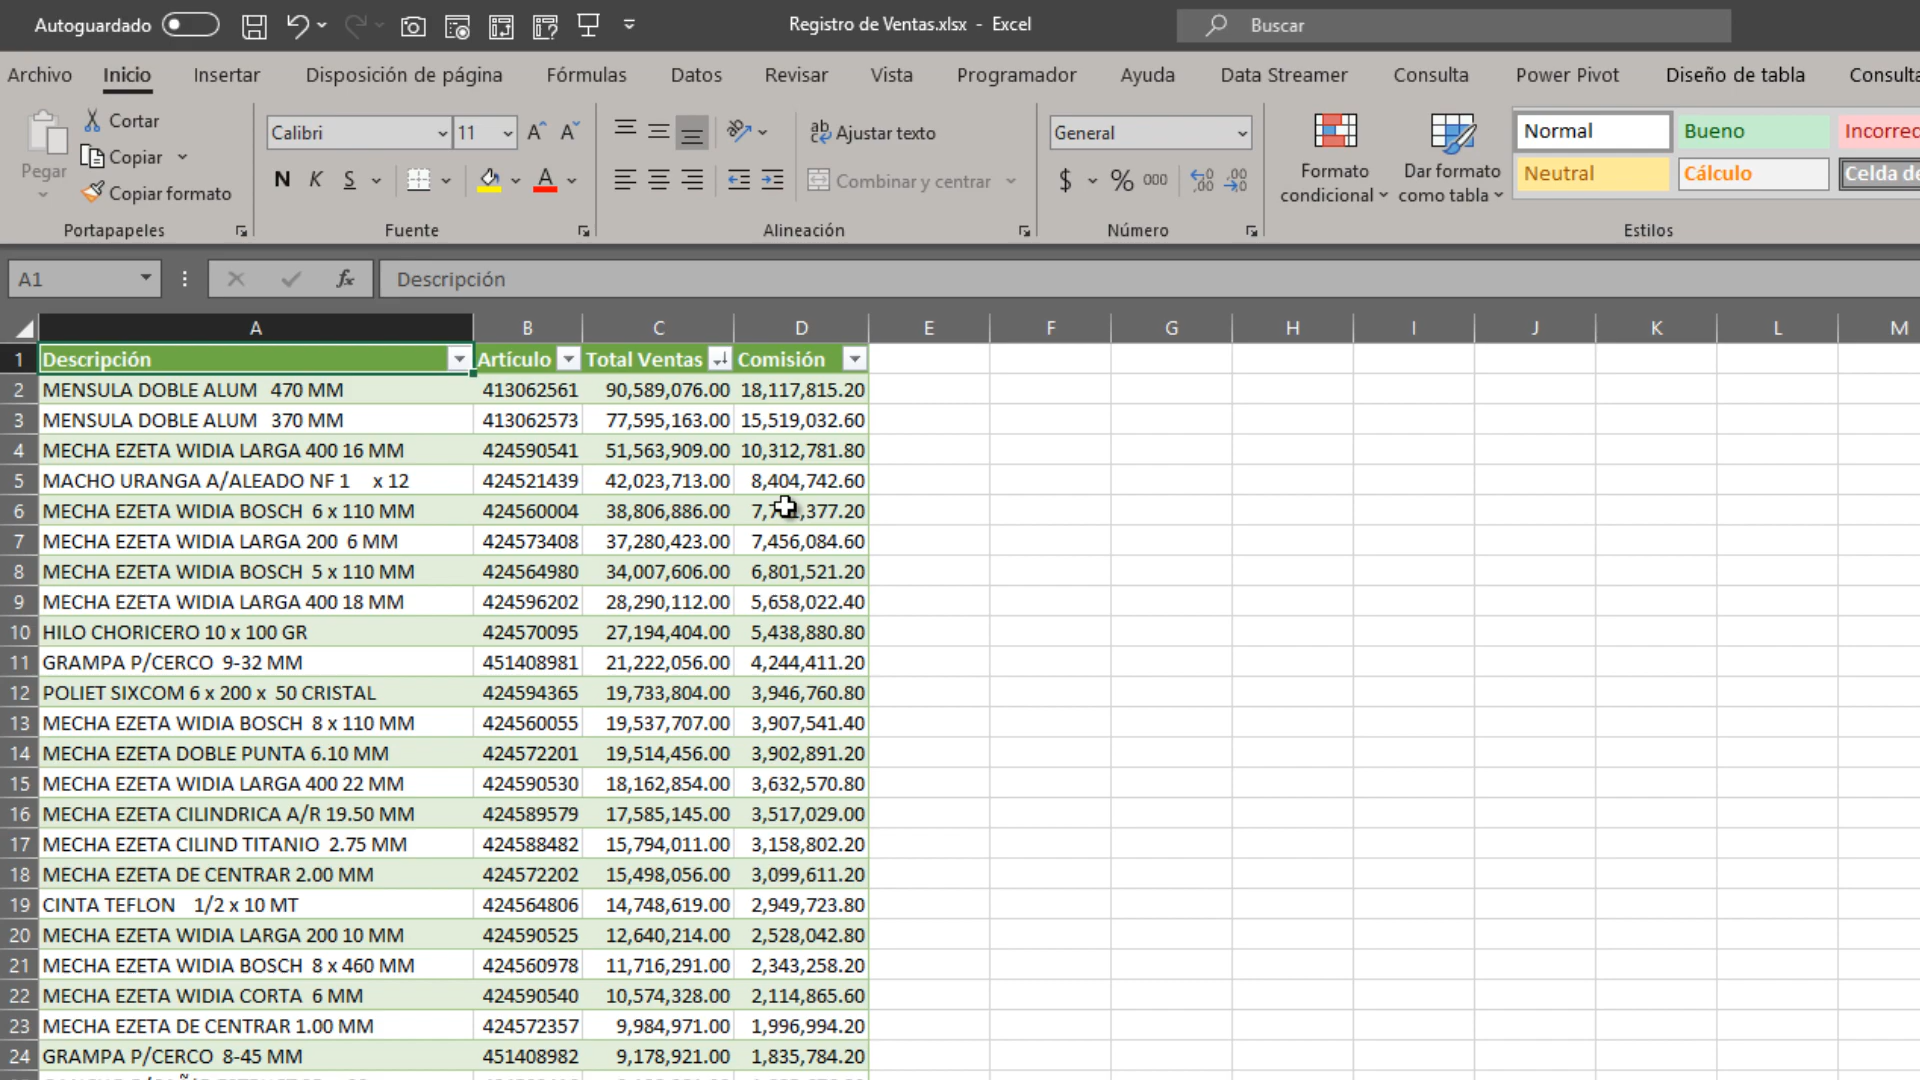 Autoguardado
Registro de Ventas.xlsx - Excel
Buscar
Archivo Inicio Insertar Disposición de página Fórmulas Datos Revisar Vista Programador Ayuda Data Streamer Consulta Power Pivot Diseño de tabla Consulta
Pegar
Cortar
Copiar
Copiar formato
Portapapeles
Calibri 11
N K S
Fuente
Ajustar texto
Combinar y centrar
Alineación
General
$ % 000
Número
Formato condicional
Dar formato como tabla
Normal Bueno Incorrec
Neutral Cálculo Celda de
Estilos
A1 fx Descripción
A B C D E F G H I J K L M
1 Descripción Artículo Total Ventas Comisión
2 MENSULA DOBLE ALUM 470 MM 413062561 90,589,076.00 18,117,815.20
3 MENSULA DOBLE ALUM 370 MM 413062573 77,595,163.00 15,519,032.60
4 MECHA EZETA WIDIA LARGA 400 16 MM 424590541 51,563,909.00 10,312,781.80
5 MACHO URANGA A/ALEADO NF 1 x 12 424521439 42,023,713.00 8,404,742.60
6 MECHA EZETA WIDIA BOSCH 6 x 110 MM 424560004 38,806,886.00
7 MECHA EZETA WIDIA LARGA 200 6 MM 424573408 37,280,423.00 7,456,084.60
8 MECHA EZETA WIDIA BOSCH 5 x 110 MM 424564980 34,007,606.00 6,801,521.20
9 MECHA EZETA WIDIA LARGA 400 18 MM 424596202 28,290,112.00 5,658,022.40
10 HILO CHORICERO 10 x 100 GR 424570095 27,194,404.00 5,438,880.80
11 GRAMPA P/CERCO 9-32 MM 451408981 21,222,056.00 4,244,411.20
12 POLIET SIXCOM 6 x 200 x 50 CRISTAL 424594365 19,733,804.00 3,946,760.80
13 MECHA EZETA WIDIA BOSCH 8 x 110 MM 424560055 19,537,707.00 3,907,541.40
14 MECHA EZETA DOBLE PUNTA 6.10 MM 424572201 19,514,456.00 3,902,891.20
15 MECHA EZETA WIDIA LARGA 400 22 MM 424590530 18,162,854.00 3,632,570.80
16 MECHA EZETA CILINDRICA A/R 19.50 MM 424589579 17,585,145.00 3,517,029.00
17 MECHA EZETA CILIND TITANIO 2.75 MM 424588482 15,794,011.00 3,158,802.20
18 MECHA EZETA DE CENTRAR 2.00 MM 424572202 15,498,056.00 3,099,611.20
19 CINTA TEFLON 1/2 x 10 MT 424564806 14,748,619.00 2,949,723.80
20 MECHA EZETA WIDIA LARGA 200 10 MM 424590525 12,640,214.00 2,528,042.80
21 MECHA EZETA WIDIA BOSCH 8 x 460 MM 424560978 11,716,291.00 2,343,258.20
22 MECHA EZETA WIDIA CORTA 6 MM 424590540 10,574,328.00 2,114,865.60
23 MECHA EZETA DE CENTRAR 1.00 MM 424572357 9,984,971.00 1,996,994.20
24 GRAMPA P/CERCO 8-45 MM 451408982 9,178,921.00 1,835,784.20